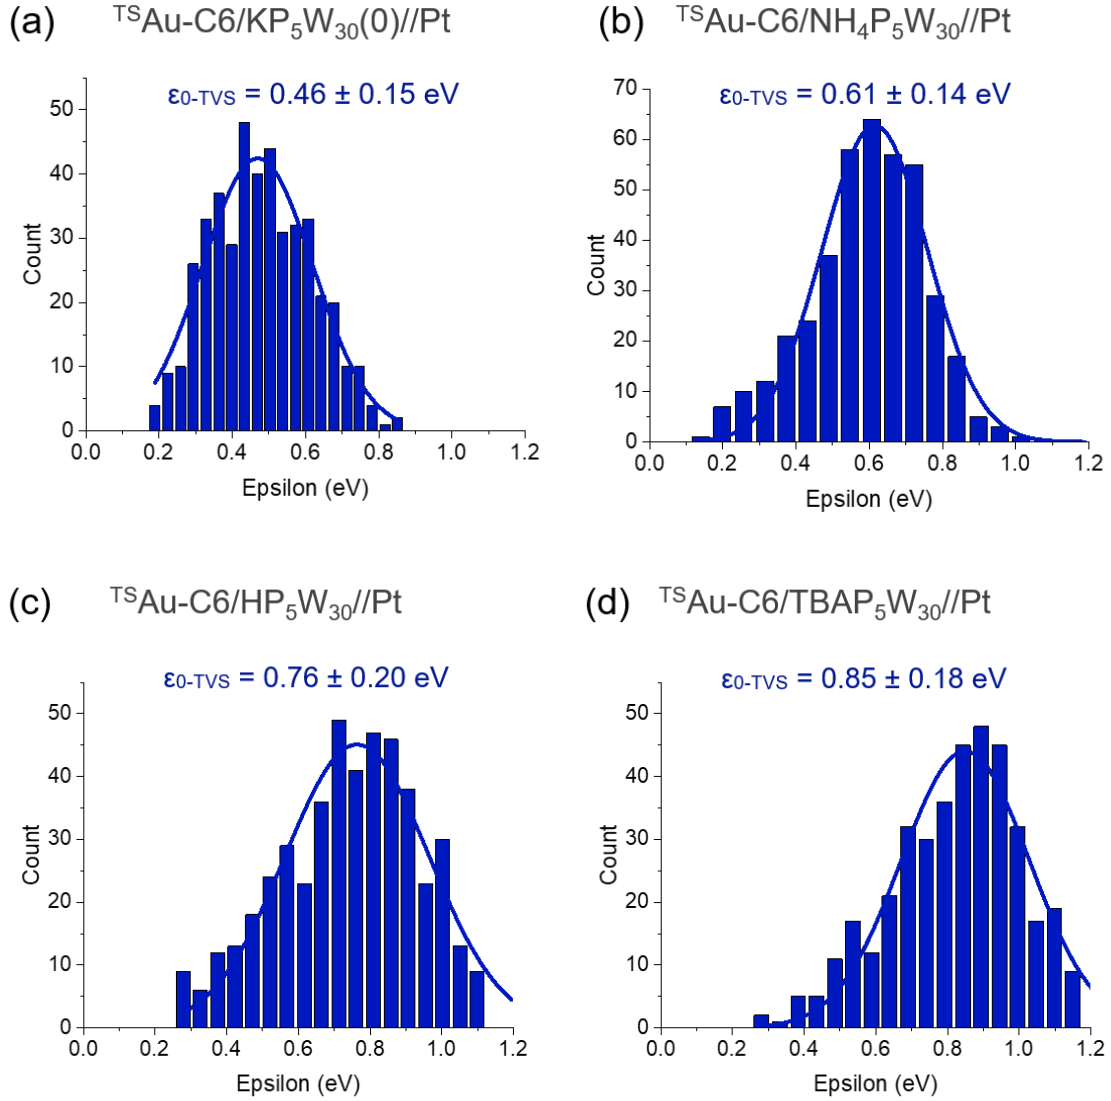 (a) ᵀˢAu-C6/KP₅W₃₀(0)//Pt
ε₀₋TVS = 0.46 ± 0.15 eV
50
40
30
20
10
0
Count
0.0 0.2 0.4 0.6 0.8 1.0 1.2
Epsilon (eV)
(b) ᵀˢAu-C6/NH₄P₅W₃₀//Pt
ε₀₋TVS = 0.61 ± 0.14 eV
70
60
50
40
30
20
10
0
Count
0.0 0.2 0.4 0.6 0.8 1.0 1.2
Epsilon (eV)
(c) ᵀˢAu-C6/HP₅W₃₀//Pt
ε₀₋TVS = 0.76 ± 0.20 eV
50
40
30
20
10
0
Count
0.0 0.2 0.4 0.6 0.8 1.0 1.2
Epsilon (eV)
(d) ᵀˢAu-C6/TBAP₅W₃₀//Pt
ε₀₋TVS = 0.85 ± 0.18 eV
50
40
30
20
10
0
Count
0.0 0.2 0.4 0.6 0.8 1.0 1.2
Epsilon (eV)